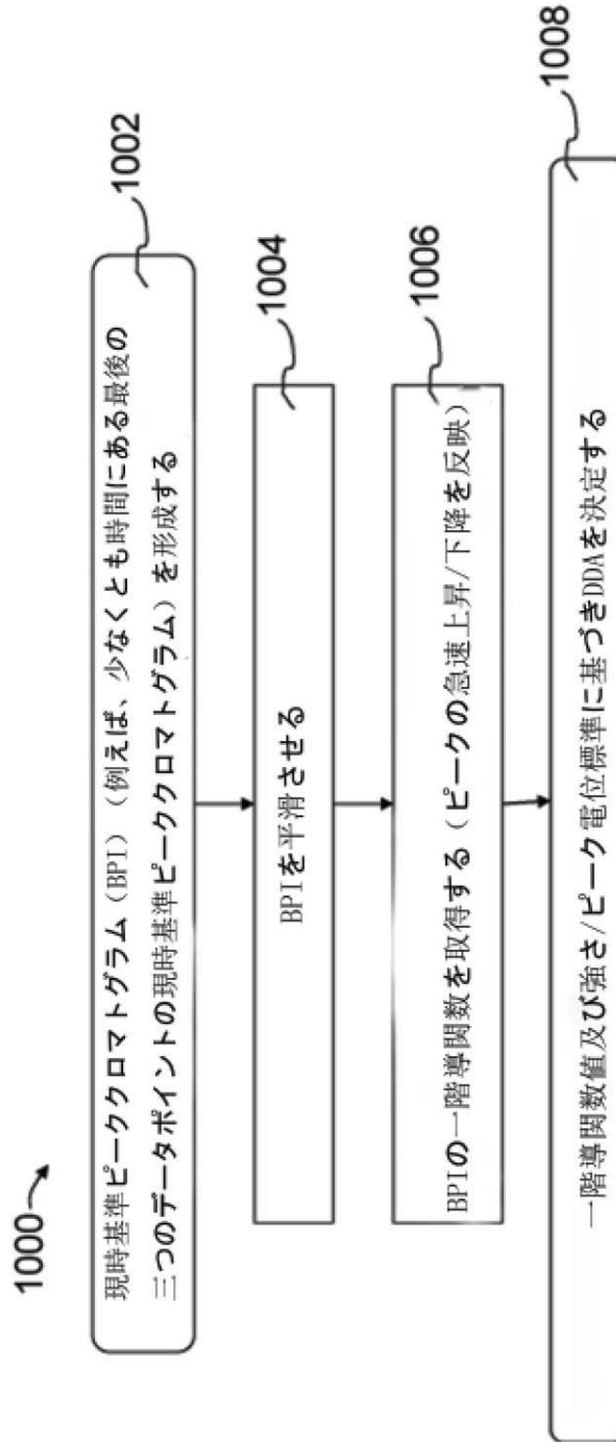 1000
現時基準ピーククロマトグラム(BPI)(例えば、少なくとも時間にある最後の
三つのデータポイントの現時基準ピーククロマトグラム)を形成する
1002
BPIを平滑させる
1004
BPIの一階導関数を取得する(ピークの急速上昇/下降を反映)
1006
一階導関数値及び強さ/ピーク電位標準に基づきDDAを決定する
1008